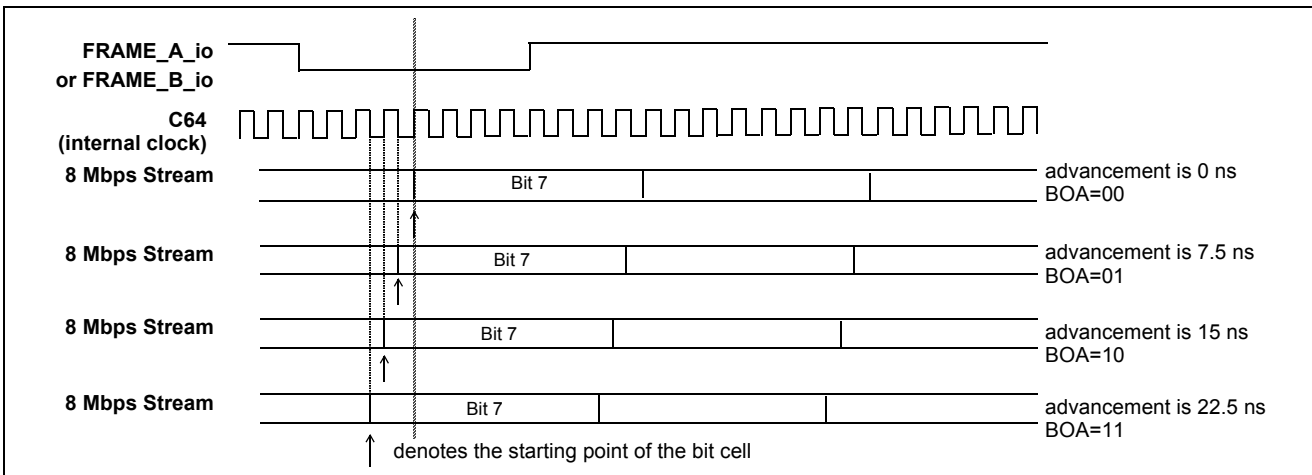 FRAME_A_io
or FRAME_B_io
C64
(internal clock)
8 Mbps Stream
Bit 7
advancement is 0 ns
BOA=00
8 Mbps Stream
Bit 7
advancement is 7.5 ns
BOA=01
8 Mbps Stream
Bit 7
advancement is 15 ns
BOA=10
8 Mbps Stream
Bit 7
advancement is 22.5 ns
BOA=11
denotes the starting point of the bit cell